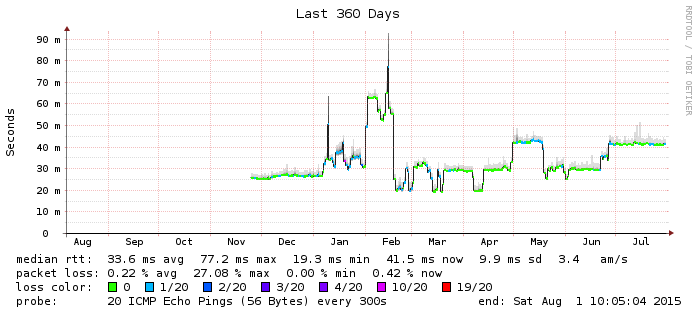 Last 360 Days
RRDTOOL / TOBI OETIKER
Seconds
90 m
80 m
70 m
60 m
50 m
40 m
30 m
20 m
10 m
0
Aug Sep Oct Nov Dec Jan Feb Mar Apr May Jun Jul
median rtt: 33.6 ms avg 77.2 ms max 19.3 ms min 41.5 ms now 9.9 ms sd 3.4 am/s
packet loss: 0.22 % avg 27.08 % max 0.00 % min 0.42 % now
loss color: 0 1/20 2/20 3/20 4/20 10/20 19/20
probe: 20 ICMP Echo Pings (56 Bytes) every 300s end: Sat Aug 1 10:05:04 2015